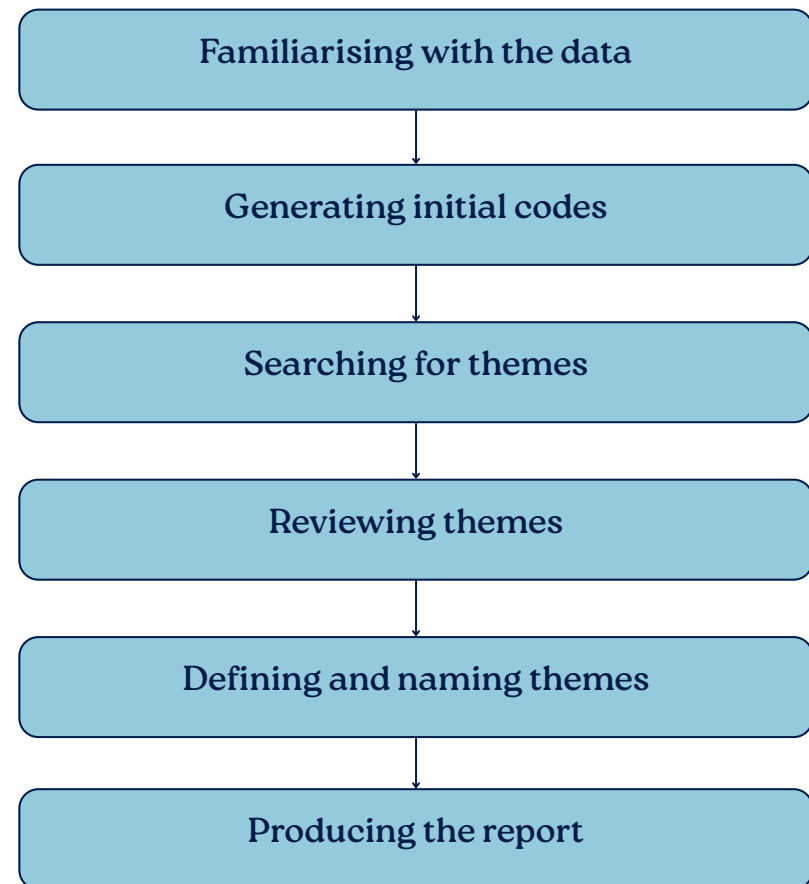 Familiarising with the data
Generating initial codes
Searching for themes
Reviewing themes
Defining and naming themes
Producing the report